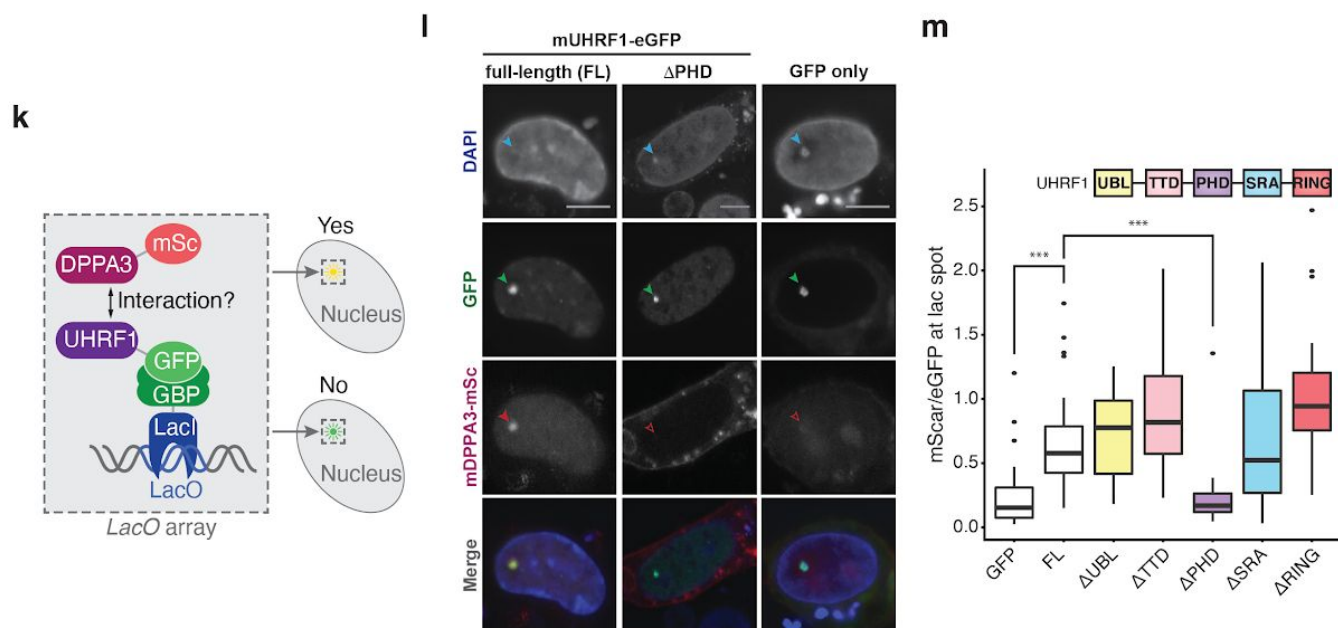 k
DPPA3
mSc
Interaction?
UHRF1
GFP
GBP
LacI
LacO
LacO array
Yes
Nucleus
No
Nucleus
l
mUHRF1-eGFP
full-length (FL)
ΔPHD
GFP only
DAPI
GFP
mDPPA3-mSc
Merge
m
UHRF1 UBL TTD PHD SRA RING
mScar/eGFP at lac spot
2.5
2.0
1.5
1.0
0.5
0.0
***
***
GFP
FL
ΔUBL
ΔTTD
ΔPHD
ΔSRA
ΔRING